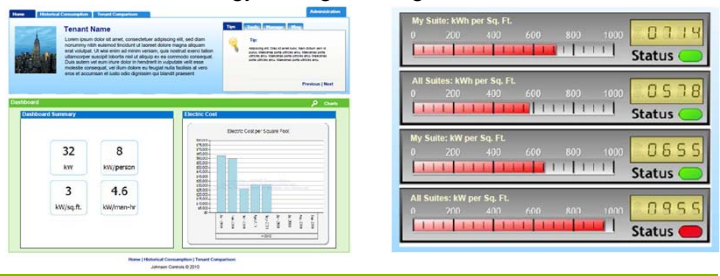 Home Historical Consumption Tenant Comparison Administration
Tenant Name
Lorem ipsum dolor sit amet, consectetuer adipiscing elit, sed diam
nonummy nibh euismod tincidunt ut laoreet dolore magna aliquam
erat volutpat. Ut wisi enim ad minim veniam, quis nostrud exerci tation
ullamcorper suscipit lobortis nisl ut aliquip ex ea commodo consequat.
Duis autem vel eum iriure dolor in hendrerit in vulputate velit esse
molestie consequat, vel illum dolore eu feugiat nulla facilisis at vero
eros et accumsan et iusto odio dignissim qui blandit praesent
Tips
Tip:
Previous | Next
Dashboard
Charts
Dashboard Summary
32
kW
8
kW/person
3
kW/sq.ft.
4.6
kW/men-hr
Electric Cost
Electric Cost per Square Feet
Home | Historical Consumption | Tenant Comparison
Johnson Controls © 2010
My Suite: kWh per Sq. Ft.
0 200 400 600 800 1000
0714
Status
All Suites: kWh per Sq. Ft.
0 200 400 600 800 1000
0578
Status
My Suite: kW per Sq. Ft.
0 200 400 600 800 1000
0655
Status
All Suites: kW per Sq. Ft.
0 200 400 600 800 1000
0955
Status